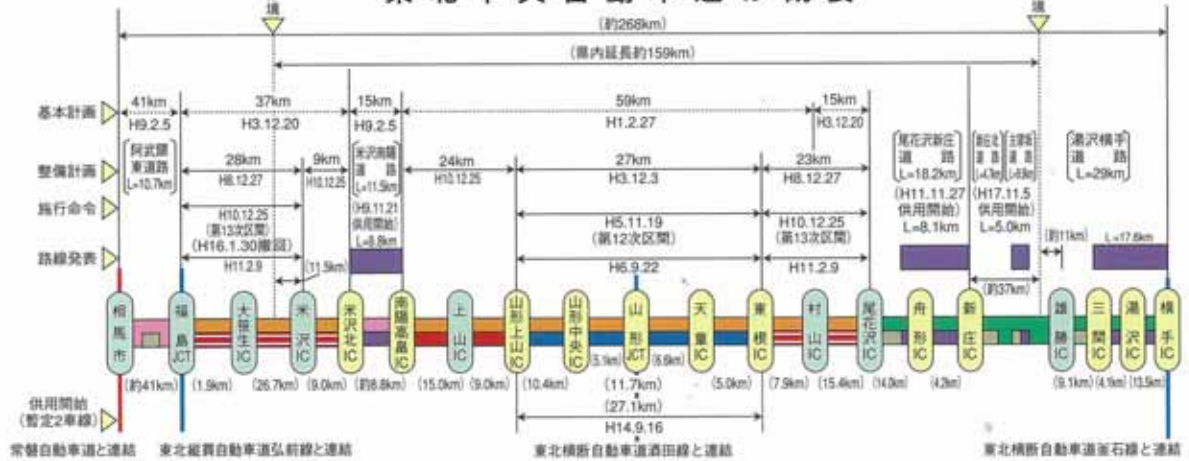 境
境
(約268km)
(県内延長約159km)
基本計画
41km
H9.2.5
37km
H3.12.20
15km
H9.2.5
59km
H1.2.27
15km
H3.12.20
整備計画
阿武隈
東道路
L=10.7km
28km
H8.12.27
9km
H10.12.25
米沢南陽
道路
L=11.5km
(H9.11.21
供用開始)
L=8.8km
24km
H10.12.25
27km
H3.12.3
23km
H8.12.27
尾花沢新庄
道路
L=18.2km
(H11.11.27
供用開始)
L=8.1km
新庄北
道路
(H17.11.5
供用開始)
L=5.0km
湯沢横手
道路
L=29km
L=17.6km
施行命令
H10.12.25
(第13次区間)
(H16.1.30撤回)
H5.11.19
(第12次区間)
H10.12.25
(第13次区間)
路線発表
H11.2.9
(11.5km)
H6.9.22
H11.2.9
(約37km)
(約11km)
相馬市
福島JCT
大笹生IC
米沢IC
米沢北IC
南陽高畠IC
上山IC
山形上山IC
山形中央IC
山形JCT
天童IC
東根IC
村山IC
尾花沢IC
舟形IC
新庄IC
雄勝IC
三関IC
湯沢IC
横手IC
(約41km)
(1.9km)
(26.7km)
(9.0km)
(約8.8km)
(15.0km)
(9.0km)
(10.4km)
(5.1km)
(6.6km)
(11.7km)
(5.0km)
(7.9km)
(15.4km)
(14.0km)
(4.2km)
(9.1km)
(4.1km)
(13.5km)
供用開始
(暫定2車線)
(27.1km)
H14.9.16
常磐自動車道と連結
東北縦貫自動車道弘前線と連結
東北横断自動車道酒田線と連結
東北横断自動車道釜石線と連結